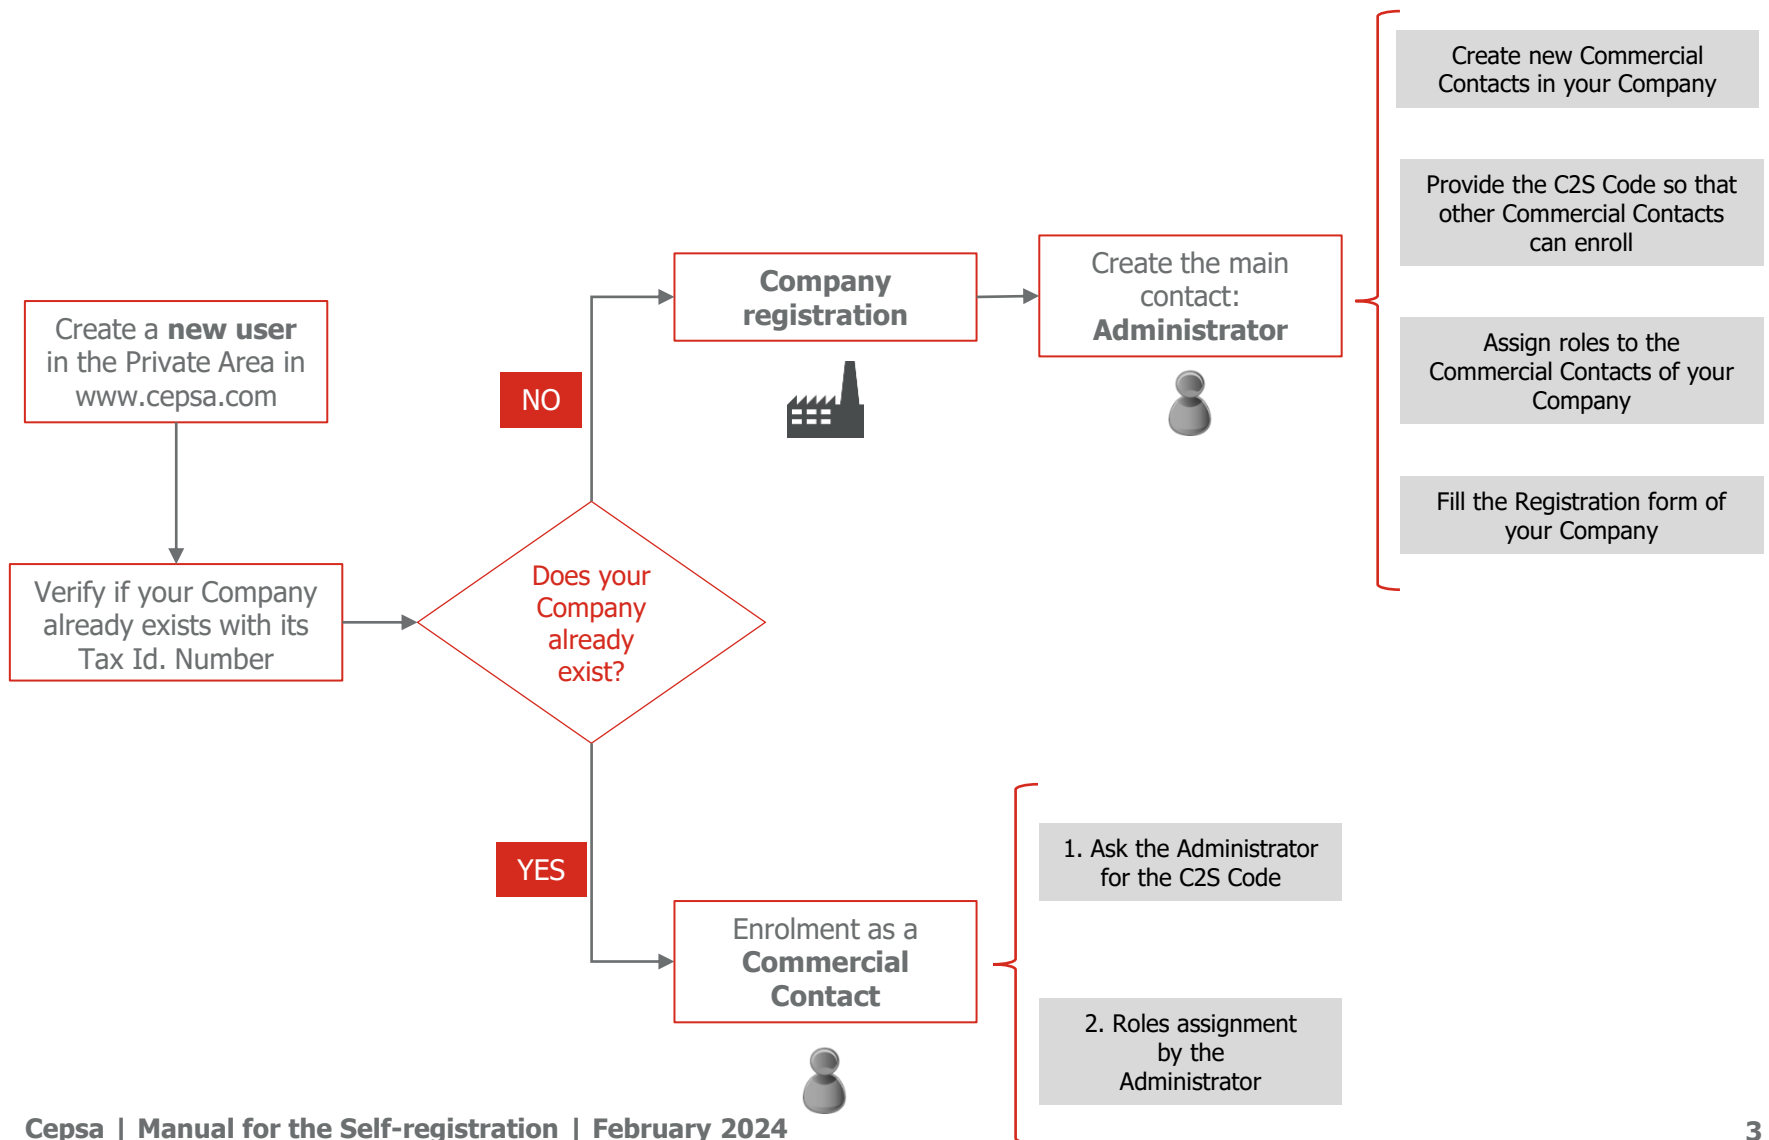 Create a new user
in the Private Area in
www.cepsa.com
Verify if your Company
already exists with its
Tax Id. Number
Does your
Company
already
exist?
NO
Company
registration
Create the main
contact:
Administrator
Create new Commercial
Contacts in your Company
Provide the C2S Code so that
other Commercial Contacts
can enroll
Assign roles to the
Commercial Contacts of your
Company
Fill the Registration form of
your Company
YES
Enrolment as a
Commercial
Contact
1. Ask the Administrator
for the C2S Code
2. Roles assignment
by the
Administrator
Cepsa | Manual for the Self-registration | February 2024
3